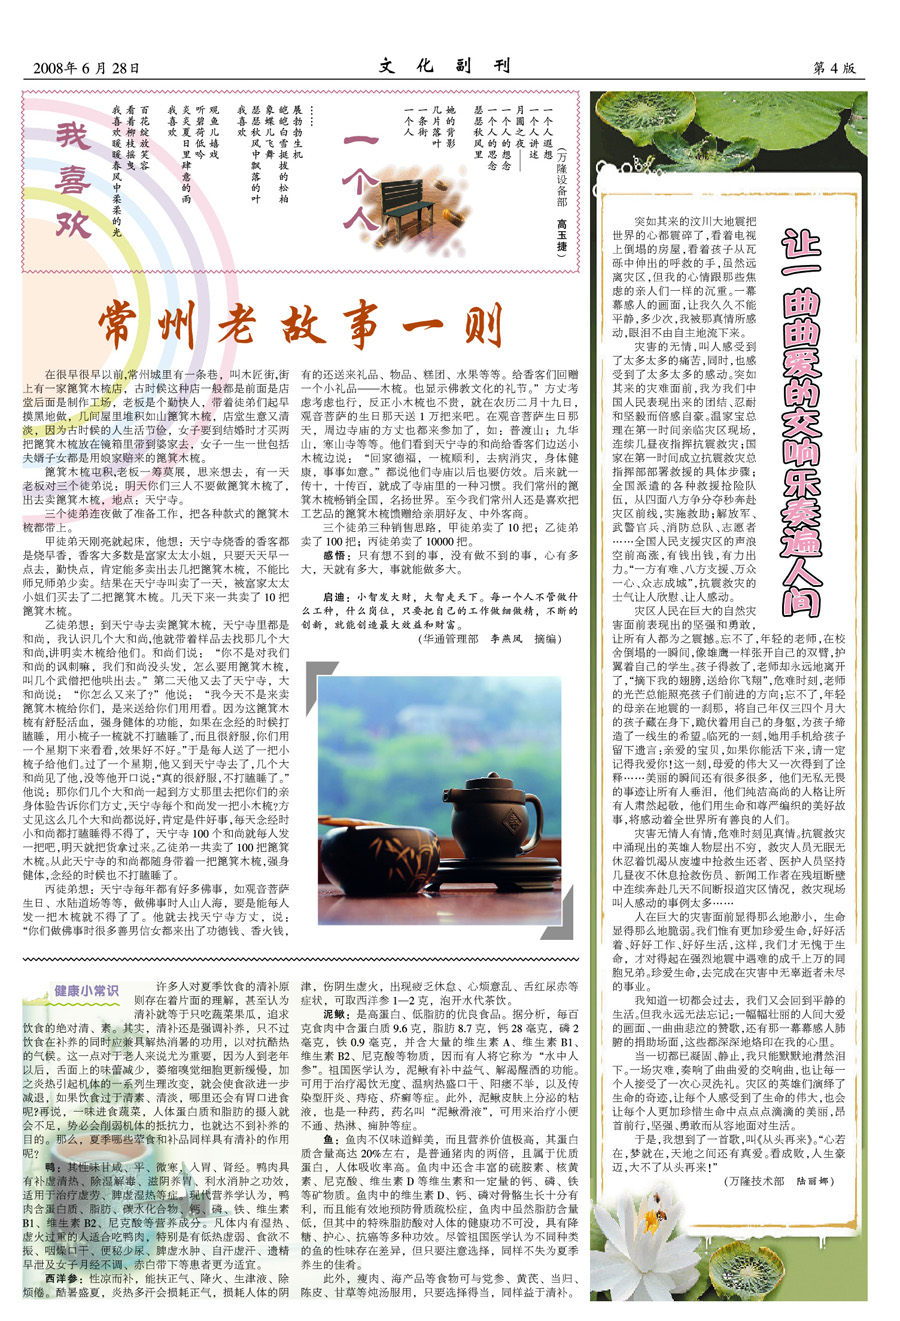 2008年 6 月 28日
文 化 副 刊
第 4 版
我喜欢
百花绽放笑容
看着柳枝摇曳
我喜欢暖暖春风中柔柔的光
观鱼儿嬉戏
听碧荷低吟
炎炎夏日里肆意的雨
我喜欢
展勃勃生机
皑皑白雪挺拔的松柏
象蝶儿飞舞
瑟瑟秋风中飘落的叶
我喜欢
……
一个人
一个人遐想
一个人讲述
月圆之夜——
一个人的想念
一个人的思念
瑟瑟秋风里
她的背影
几片落叶
一条街
一个人
(万隆设备部 高玉捷)
常州老故事一则
在很早很早以前,常州城里有一条巷，叫木匠街,街
上有一家篦箕木梳店，古时候这种店一般都是前面是店
堂后面是制作工场，老板是个勤快人，带着徒弟们起早
摸黑地做，几间屋里堆积如山篦箕木梳，店堂生意又清
淡，因为古时候的人生活节俭，女子要到结婚时才买两
把篦箕木梳放在镜箱里带到婆家去，女子一生一世包括
夫婿子女都是用娘家赔来的篦箕木梳。
篦箕木梳屯积,老板一筹莫展，思来想去，有一天
老板对三个徒弟说：明天你们三人不要做篦箕木梳了，
出去卖篦箕木梳，地点：天宁寺。
三个徒弟连夜做了准备工作，把各种款式的篦箕木
梳都带上。
甲徒弟天刚亮就起床，他想；天宁寺烧香的香客都
是烧早香，香客大多数是富家太太小姐，只要天天早一
点去，勤快点，肯定能多卖出去几把篦箕木梳，不能比
师兄师弟少卖。结果在天宁寺叫卖了一天，被富家太太
小姐们买去了二把篦箕木梳。几天下来一共卖了 10 把
篦箕木梳。
乙徒弟想：到天宁寺去卖篦箕木梳，天宁寺里都是
和尚，我认识几个大和尚,他就带着样品去找那几个大
和尚,讲明卖木梳给他们。和尚们说：“你不是对我们
和尚的讽刺嘛，我们和尚没头发，怎么要用篦箕木梳，
叫几个武僧把他哄出去。”第二天他又去了天宁寺，大
和尚说：“你怎么又来了?”他说：“我今天不是来卖
篦箕木梳给你们，是来送给你们用用看。因为这篦箕木
梳有舒胫活血，强身健体的功能，如果在念经的时候打
瞌睡，用小梳子一梳就不打瞌睡了,而且很舒服,你们用
一个星期下来看看,效果好不好。”于是每人送了一把小
梳子给他们。过了一个星期,他又到天宁寺去了,几个大
和尚见了他,没等他开口说;“真的很舒服,不打瞌睡了。”
他说：那你们几个大和尚一起到方丈那里去把你们的亲
身体验告诉你们方丈,天宁寺每个和尚发一把小木梳?方
丈见这么几个大和尚都说好,肯定是件好事,每天念经时
小和尚都打瞌睡得不得了，天宁寺 100 个和尚就每人发
一把吧,明天就把货拿过来。乙徒弟一共卖了100把篦箕
木梳。从此天宁寺的和尚都随身带着一把篦箕木梳,强身
健体,念经的时候也不打瞌睡了。
丙徒弟想：天宁寺每年都有好多佛事，如观音菩萨
生日、水陆道场等等，做佛事时人山人海，要是能每人
发一把木梳就不得了了。他就去找天宁寺方丈，说：
“你们做佛事时很多善男信女都来出了功德钱、香火钱，
有的还送来礼品、物品、糕团、水果等等。给香客们回赠
一个小礼品——木梳。也显示佛教文化的礼节。”方丈考
虑考虑也行，反正小木梳也不贵，就在农历二月十九日，
观音菩萨的生日那天送 1 万把来吧。在观音菩萨生日那
天，周边寺庙的方丈也都来参加了，如：普渡山；九华
山，寒山寺等等。他们看到天宁寺的和尚给香客们边送小
木梳边说：“回家德福，一梳顺利，去病消灾，身体健
康，事事如意。”都说他们寺庙以后也要仿效。后来就一
传十，十传百，就成了寺庙里的一种习惯。我们常州的篦
箕木梳畅销全国，名扬世界。至今我们常州人还是喜欢把
工艺品的篦箕木梳馈赠给亲朋好友、中外客商。
三个徒弟三种销售思路，甲徒弟卖了 10 把；乙徒弟
卖了 100 把；丙徒弟卖了 10000 把。
感悟：只有想不到的事，没有做不到的事，心有多
大，天就有多大，事就能做多大。
启迪：小智发大财，大智走天下。每一个人不管做什
么工种，什么岗位，只要把自己的工作做细做精，不断的
创新，就能创造最大效益和财富。
(华通管理部 李燕凤 摘编)
健康小常识
许多人对夏季饮食的清补原
则存在着片面的理解，甚至认为
清补就等于只吃蔬菜果瓜，追求
饮食的绝对清、素。其实，清补还是强调补养，只不过
饮食在补养的同时应兼具解热消暑的功用，以对抗酷热
的气候。这一点对于老人来说尤为重要，因为人到老年
以后，舌面上的味蕾减少，萎缩嗅觉细胞更新缓慢，加
之炎热引起机体的一系列生理改变，就会使食欲进一步
减退，如果饮食过于清素、清淡，哪里还会有胃口进食
呢?再说，一味进食蔬菜，人体蛋白质和脂肪的摄入就
会不足，势必会削弱机体的抵抗力，也就达不到补养的
目的。那么，夏季哪些荤食和补品同样具有清补的作用
呢？
鸭：其性味甘咸、平、微寒，入胃、肾经。鸭肉具
有补虚清热、除湿解毒、滋阴养胃、利水消肿之功效，
适用于治疗虚劳、脾虚湿热等症。现代营养学认为，鸭
肉含蛋白质、脂肪、碳水化合物、钙、磷、铁、维生素
B1、维生素 B2、尼克酸等营养成分。凡体内有湿热、
虚火过重的人适合吃鸭肉，特别是有低热虚弱、食欲不
振、咽燥口干、便秘少尿、脾虚水肿、自汗虚汗、遗精
早泄及女子月经不调、赤白带下等患者更为适宜。
西洋参：性凉而补，能扶正气、降火、生津液、除
烦倦。酷暑盛夏，炎热多汗会损耗正气，损耗人体的阴
津，伤阴生虚火，出现疲乏休怠、心烦意乱、舌红尿赤等
症状，可取西洋参 1—2 克，泡开水代茶饮。
泥鳅：是高蛋白、低脂肪的优良食品。据分析，每百
克食肉中含蛋白质 9.6 克，脂肪 8.7 克，钙 28 毫克，磷 2
毫克，铁 0.9 毫克，并含大量的维生素 A、维生素 B1、
维生素 B2、尼克酸等物质，因而有人将它称为“水中人
参”。祖国医学认为，泥鳅有补中益气、解渴醒酒的功能。
可用于治疗渴饮无度、温病热盛口干、阳痿不举，以及传
染型肝炎、痔疮、疥癣等症。此外，泥鳅皮肤上分泌的粘
液，也是一种药，药名叫“泥鳅滑液”，可用来治疗小便
不通、热淋、痈肿等症。
鱼：鱼肉不仅味道鲜美，而且营养价值极高，其蛋白
质含量高达 20%左右，是普通猪肉的两倍，且属于优质
蛋白，人体吸收率高。鱼肉中还含丰富的硫胺素、核黄
素、尼克酸、维生素 D 等维生素和一定量的钙、磷、铁
等矿物质。鱼肉中的维生素 D、钙、磷对骨骼生长十分有
利，而且能有效地预防骨质疏松症，鱼肉中虽然脂肪含量
低，但其中的特殊脂肪酸对人体的健康功不可没，具有降
糖、护心、抗癌等多种功效。尽管祖国医学认为不同种类
的鱼的性味存在差异，但只要注意选择，同样不失为夏季
养生的佳肴。
此外，瘦肉、海产品等食物可与党参、黄芪、当归、
陈皮、甘草等炖汤服用，只要选择得当，同样益于清补。
让一曲曲爱的交响乐奏遍人间
突如其来的汶川大地震把
世界的心都震碎了,看着电视
上倒塌的房屋,看着孩子从瓦
砾中伸出的呼救的手,虽然远
离灾区,但我的心情跟那些焦
虑的亲人们一样的沉重。一幕
幕感人的画面,让我久久不能
平静,多少次,我被那真情所感
动,眼泪不由自主地流下来。
灾害的无情,叫人感受到
了太多太多的痛苦,同时,也感
受到了太多太多的感动。突如
其来的灾难面前,我为我们中
国人民表现出来的团结、忍耐
和坚毅而倍感自豪。温家宝总
理在第一时间亲临灾区现场，
连续几昼夜指挥抗震救灾;国
家在第一时间成立抗震救灾总
指挥部部署救援的具体步骤;
全国派遣的各种救援抢险队
伍，从四面八方争分夺秒奔赴
灾区前线,实施救助;解放军、
武警官兵、消防总队、志愿者
……全国人民支援灾区的声浪
空前高涨,有钱出钱,有力出
力。“一方有难、八方支援、万众
一心、众志成城”,抗震救灾的
士气让人欣慰、让人感动。
灾区人民在巨大的自然灾
害面前表现出的坚强和勇敢,
让所有人都为之震撼。忘不了,年轻的老师,在校
舍倒塌的一瞬间,像雄鹰一样张开自己的双臂,护
翼着自己的学生。孩子得救了,老师却永远地离开
了,“摘下我的翅膀,送给你飞翔”,危难时刻,老师
的光芒总能照亮孩子们前进的方向;忘不了,年轻
的母亲在地震的一刹那，将自己年仅三四个月大
的孩子藏在身下,跪伏着用自己的身躯,为孩子缔
造了一线生的希望。临死的一刻,她用手机给孩子
留下遗言:亲爱的宝贝,如果你能活下来,请一定
记得我爱你!这一刻,母爱的伟大又一次得到了诠
释……美丽的瞬间还有很多很多，他们无私无畏
的事迹让所有人垂泪，他们纯洁高尚的人格让所
有人肃然起敬，他们用生命和尊严编织的美好故
事,将感动着全世界所有善良的人们。
灾害无情人有情,危难时刻见真情。抗震救灾
中涌现出的英雄人物层出不穷，救灾人员无眠无
休忍着饥渴从废墟中抢救生还者、医护人员坚持
几昼夜不休息抢救伤员、新闻工作者在残垣断壁
中连续奔赴几天不间断报道灾区情况，救灾现场
叫人感动的事例太多……
人在巨大的灾害面前显得那么地渺小，生命
显得那么地脆弱。我们惟有更加珍爱生命,好好活
着、好好工作、好好生活,这样,我们才无愧于生
命，才对得起在强烈地震中遇难的成千上万的同
胞兄弟。珍爱生命,去完成在灾害中无辜逝者未尽
的事业。
我知道一切都会过去，我们又会回到平静的
生活。但我永远无法忘记:一幅幅壮丽的人间大爱
的画面、一曲曲悲泣的赞歌,还有那一幕幕感人肺
腑的捐助场面,这些都深深地烙印在我的心里。
当一切都已凝固、静止,我只能默默地潸然泪
下。一场灾难,奏响了曲曲爱的交响曲,也让每一
个人接受了一次心灵洗礼。灾区的英雄们演绎了
生命的奇迹,让每个人感受到了生命的伟大,也会
让每个人更加珍惜生命中点点点滴滴的美丽,昂
首前行,坚强、勇敢而从容地面对生活。
于是,我想到了一首歌,叫《从头再来》。“心若
在,梦就在,天地之间还有真爱。看成败,人生豪
迈,大不了从头再来!”
(万隆技术部 陆丽娜)